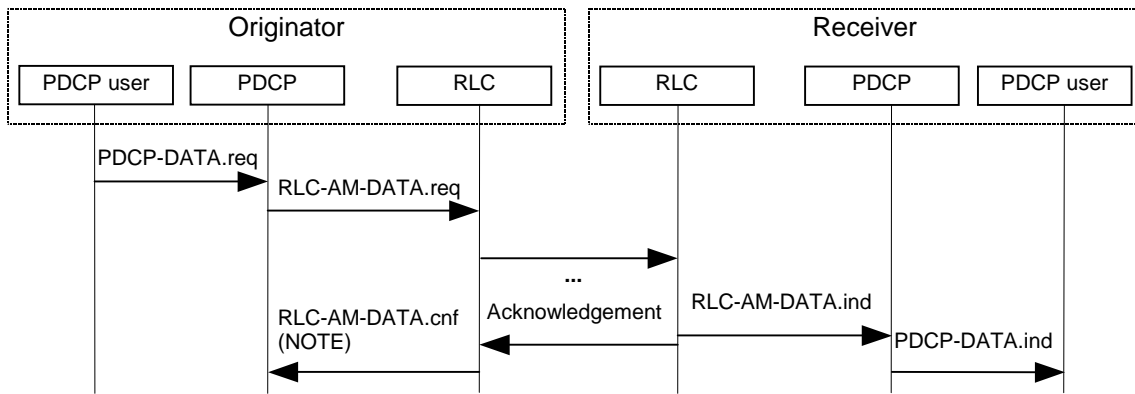 Originator
Receiver
PDCP user
PDCP
RLC
RLC
PDCP
PDCP user
PDCP-DATA.req
RLC-AM-DATA.req
...
RLC-AM-DATA.cnf
(NOTE)
Acknowledgement
RLC-AM-DATA.ind
PDCP-DATA.ind